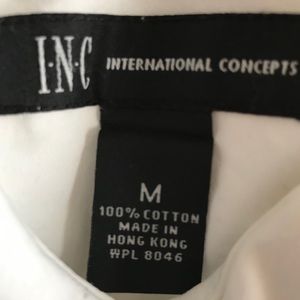 I·N·C INTERNATIONAL CONCEPTS
M
100% COTTON
MADE IN
HONG KONG
WPL 8046